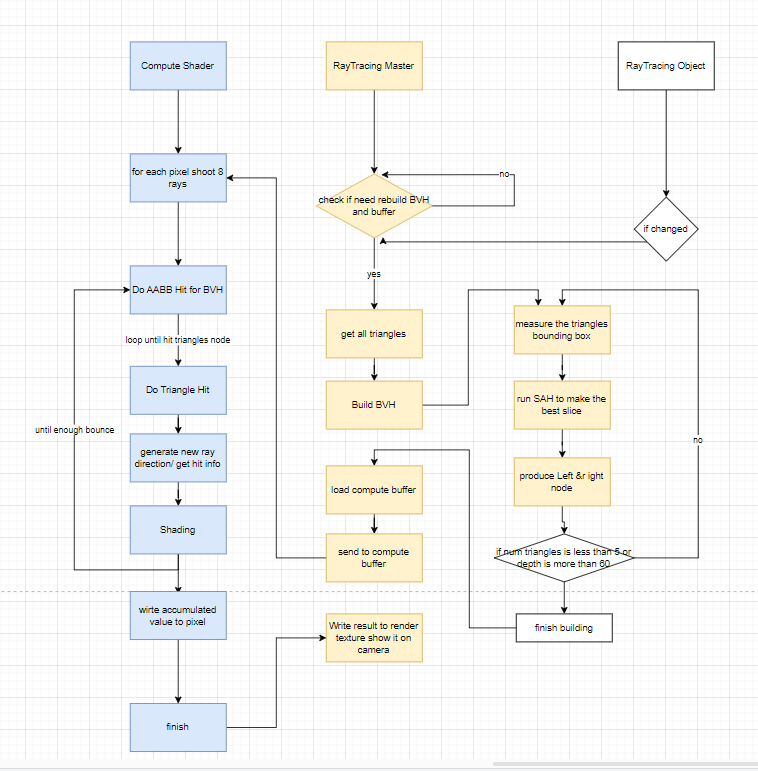 Compute Shader
RayTracing Master
RayTracing Object
for each pixel shoot 8
rays
no
check if need rebuild BVH
and buffer
if changed
yes
Do AABB Hit for BVH
loop until hit triangles node
get all triangles
measure the triangles
bounding box
Do Triangle Hit
Build BVH
run SAH to make the
best slice
until enough bounce
no
generate new ray
direction/ get hit info
load compute buffer
produce Left &r ight
node
Shading
send to compute
buffer
if num triangles is less than 5 or
depth is more than 60
wirte accumulated
value to pixel
Write result to render
texture show it on
camera
finish building
finish